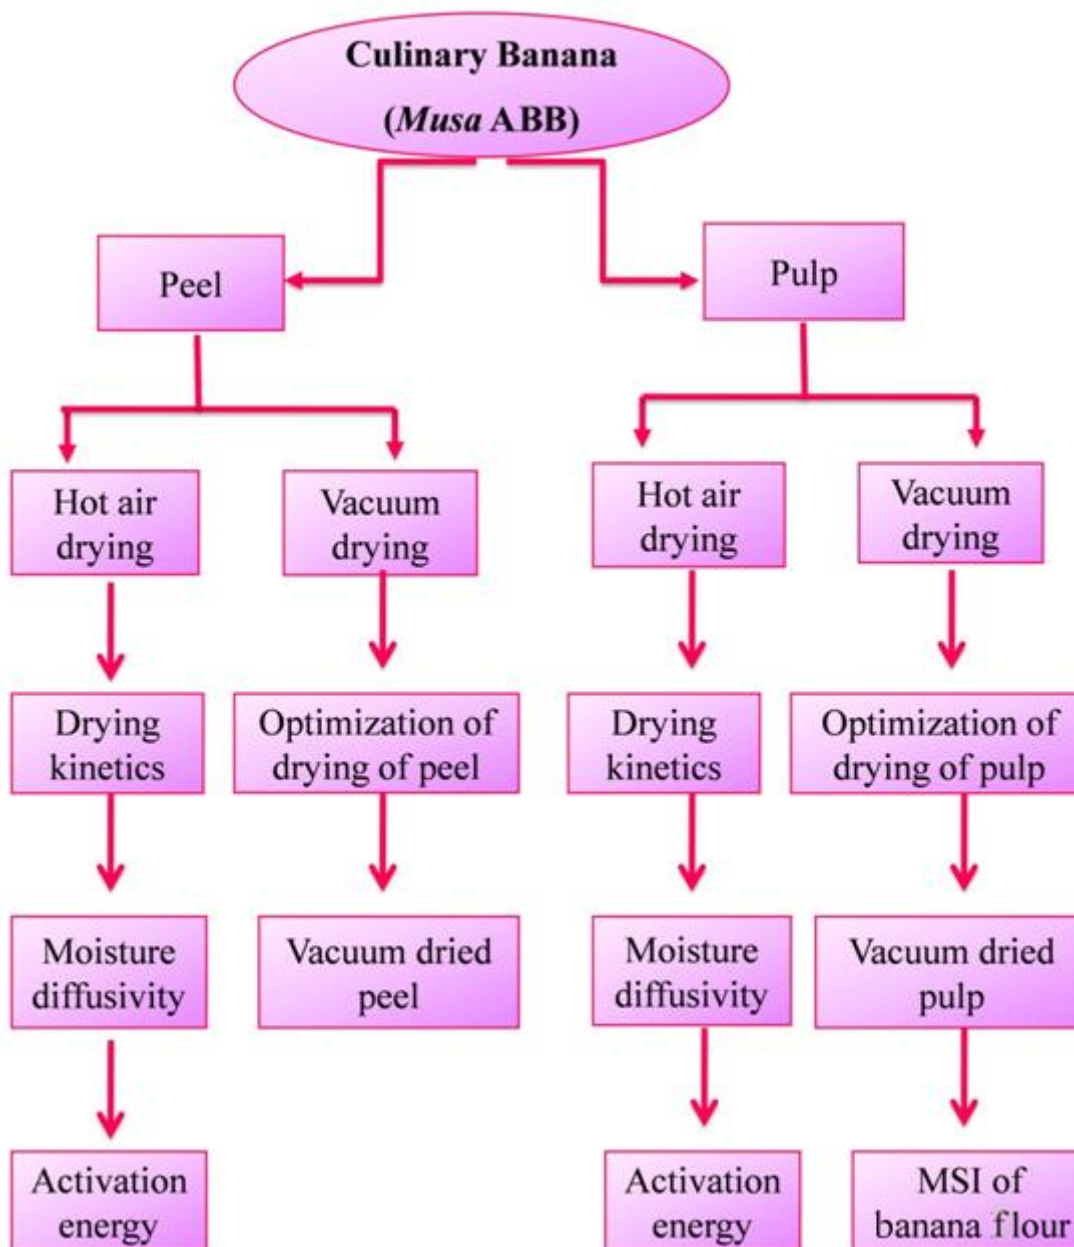 Culinary Banana
(Musa ABB)
Peel
Pulp
Hot air
drying
Vacuum
drying
Hot air
drying
Vacuum
drying
Drying
kinetics
Optimization of
drying of peel
Drying
kinetics
Optimization of
drying of pulp
Moisture
diffusivity
Vacuum dried
peel
Moisture
diffusivity
Vacuum dried
pulp
Activation
energy
Activation
energy
MSI of
banana flour